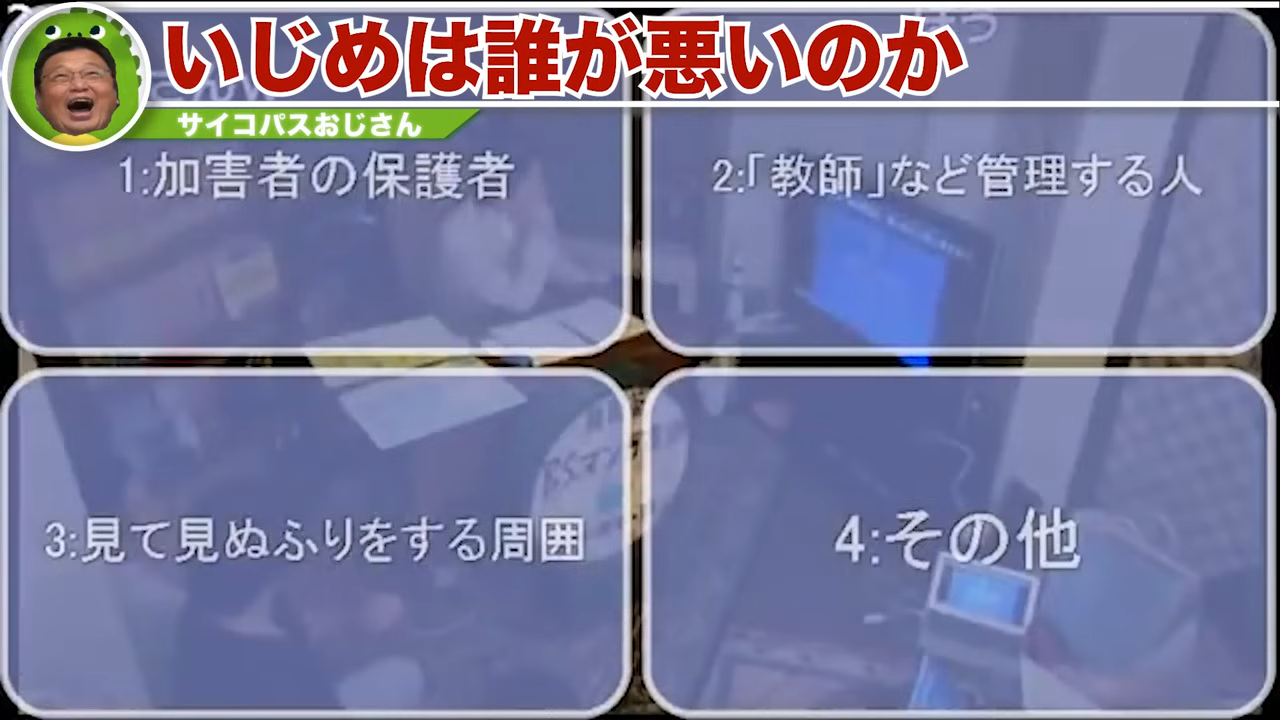 いじめは誰が悪いのか
サイコパスおじさん
1:加害者の保護者
2:「教師」など管理する人
3:見て見ぬふりをする周囲
4:その他